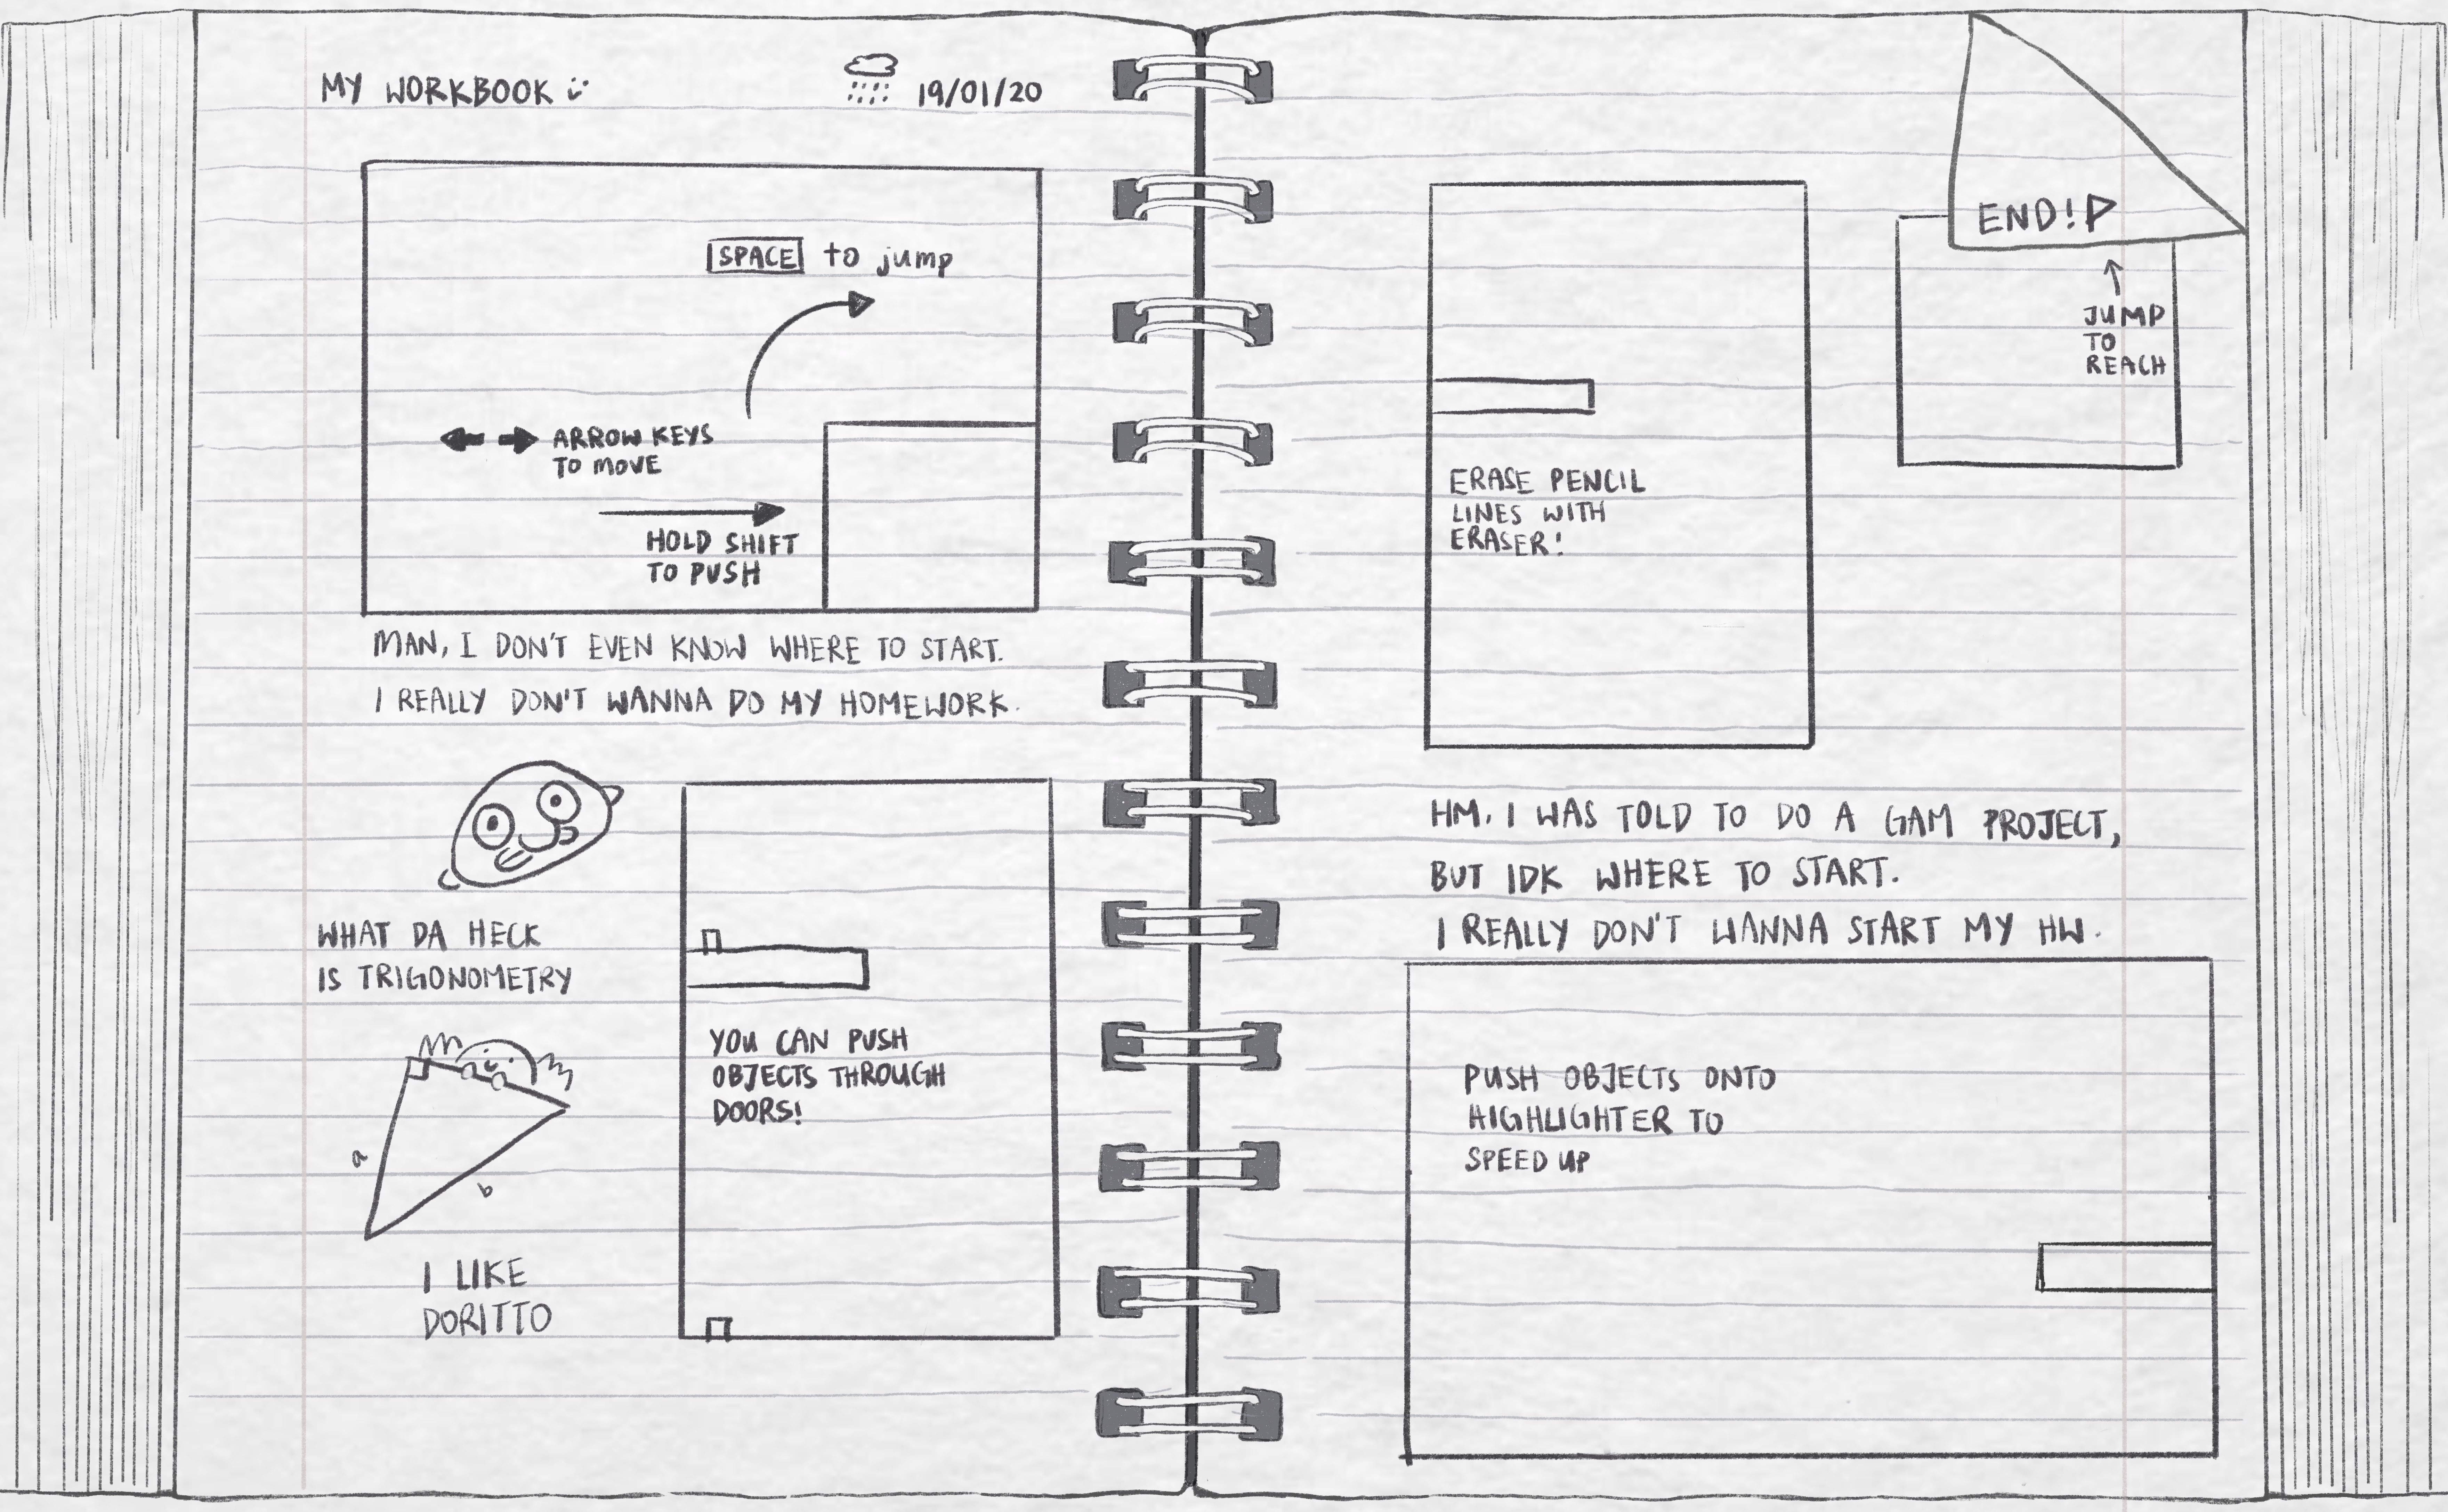 MY WORKBOOK
19/01/20
SPACE to jump
ARROW KEYS
TO MOVE
HOLD SHIFT
TO PUSH
MAN, I DON'T EVEN KNOW WHERE TO START.
I REALLY DON'T WANNA DO MY HOMEWORK.
WHAT DA HECK
IS TRIGONOMETRY
a
b
I LIKE
DORITTO
YOU CAN PUSH
OBJECTS THROUGH
DOORS!
END!
JUMP
TO
REACH
ERASE PENCIL
LINES WITH
ERASER!
HM. I WAS TOLD TO DO A GAM PROJECT,
BUT IDK WHERE TO START.
I REALLY DON'T WANNA START MY HW.
PUSH OBJECTS ONTO
HIGHLIGHTER TO
SPEED UP